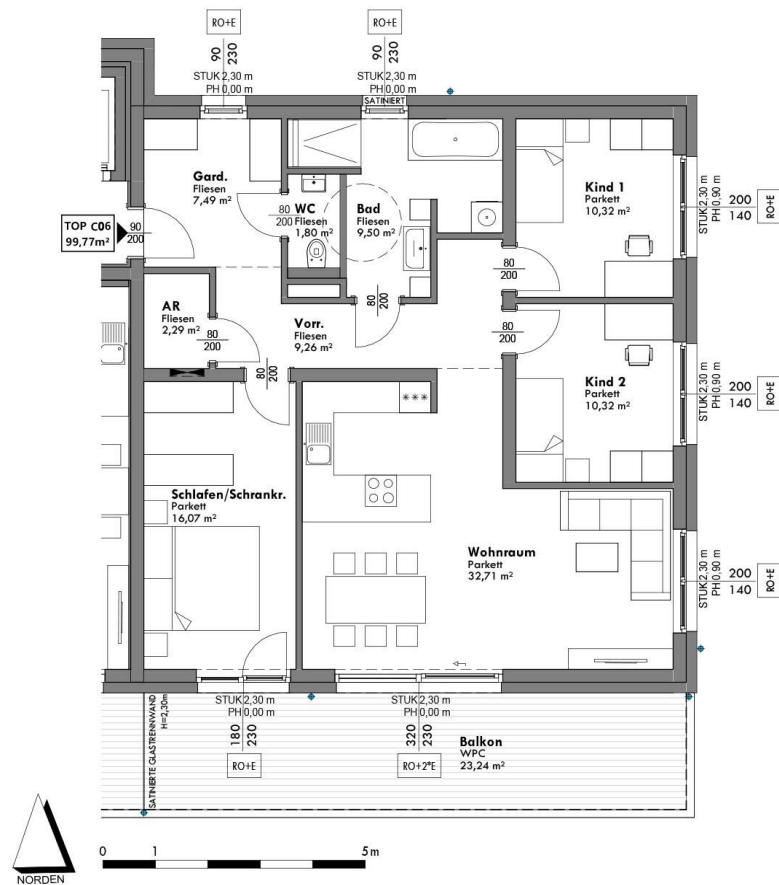 RO+E
RO+E
90
230
90
230
STUK 2,30 m
PH 0,00 m
STUK 2,30 m
PH 0,00 m
SATINIERT
Gard.
Fliesen
7,49 m²
WC
Fliesen
1,80 m²
80
200
Bad
Fliesen
9,50 m²
Kind 1
Parkett
10,32 m²
STUK 2,30 m
PH 0,90 m
200
140
RO+E
TOP C06
99,77m²
90
200
80
200
AR
Fliesen
2,29 m²
80
200
Vorr.
Fliesen
9,26 m²
80
200
80
200
80
200
Kind 2
Parkett
10,32 m²
STUK 2,30 m
PH 0,90 m
200
140
RO+E
***
Schlafen/Schrankr.
Parkett
16,07 m²
Wohnraum
Parkett
32,71 m²
STUK 2,30 m
PH 0,90 m
200
140
RO+E
SATINIERTE GLASTRENNWAND
H=2,30m
STUK 2,30 m
PH 0,00 m
180
230
RO+E
STUK 2,30 m
PH 0,00 m
320
230
RO+2*E
Balkon
WPC
23,24 m²
NORDEN
0 1 5 m